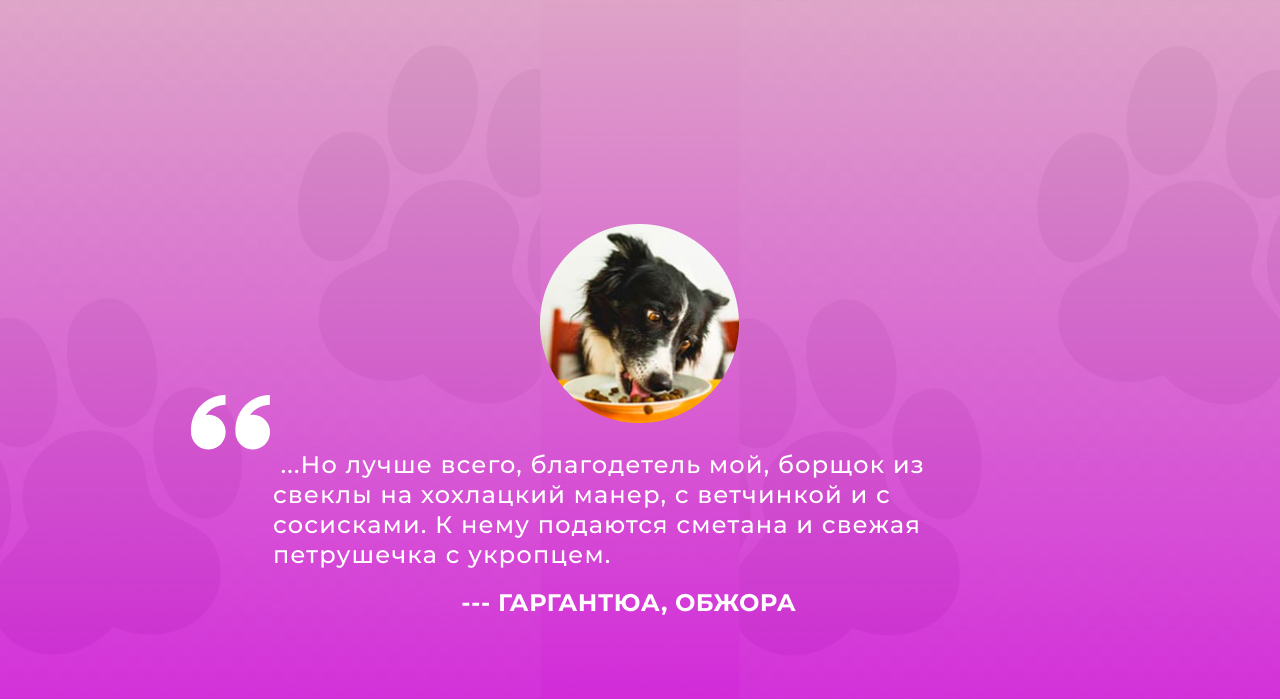 “
...Но лучше всего, благодетель мой, борщок из
свеклы на хохлацкий манер, с ветчинкой и с
сосисками. К нему подаются сметана и свежая
петрушечка с укропцем.
--- ГАРГАНТЮА, ОБЖОРА